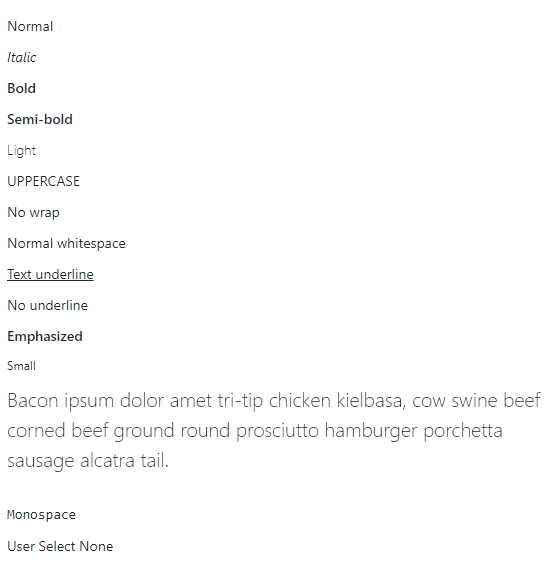 Normal
Italic
Bold
Semi-bold
Light
UPPERCASE
No wrap
Normal whitespace
Text underline
No underline
Emphasized
Small
Bacon ipsum dolor amet tri-tip chicken kielbasa, cow swine beef
corned beef ground round prosciutto hamburger porchetta
sausage alcatra tail.
Monospace
User Select None